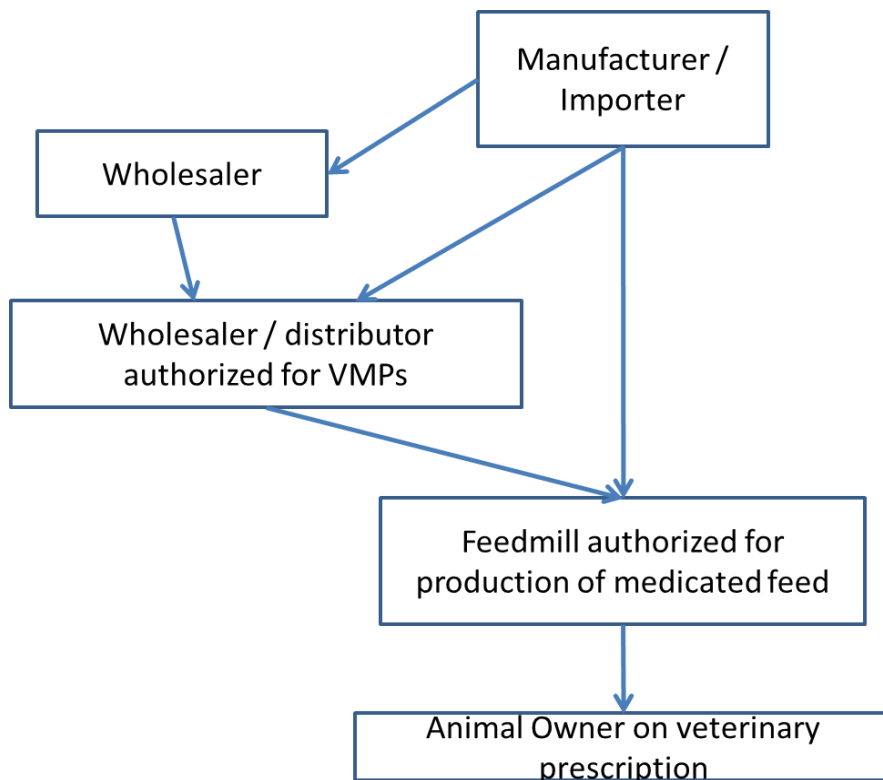 Manufacturer /
Importer
Wholesaler
Wholesaler / distributor
authorized for VMPs
Feedmill authorized for
production of medicated feed
Animal Owner on veterinary
prescription